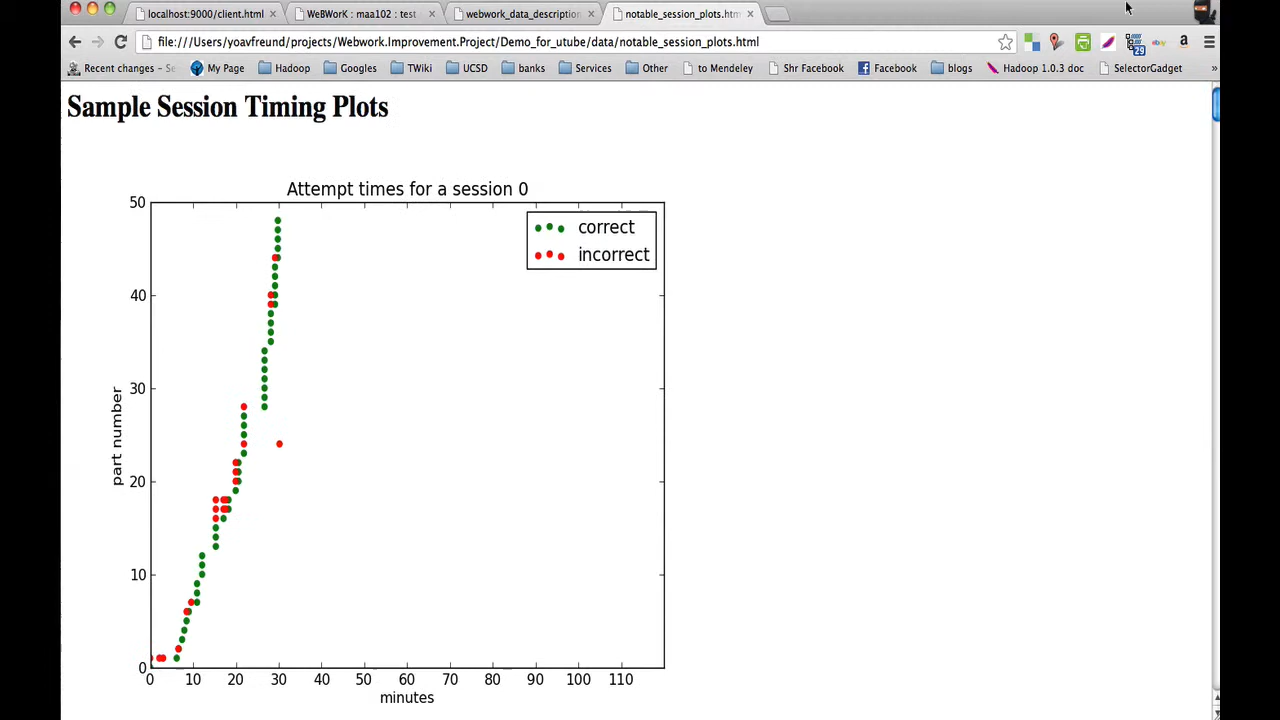 localhost:9000/client.html
WeBWorK : maa102 : test
webwork_data_description
notable_session_plots.htm
file:///Users/yoavfreund/projects/Webwork.Improvement.Project/Demo_for_utube/data/notable_session_plots.html
29
a
Recent changes – Se
My Page
Hadoop
Googles
TWiki
UCSD
banks
Services
Other
to Mendeley
Shr Facebook
Facebook
blogs
Hadoop 1.0.3 doc
SelectorGadget
»
Sample Session Timing Plots
Attempt times for a session 0
correct
incorrect
50
40
30
20
10
0
part number
0 10 20 30 40 50 60 70 80 90 100 110
minutes